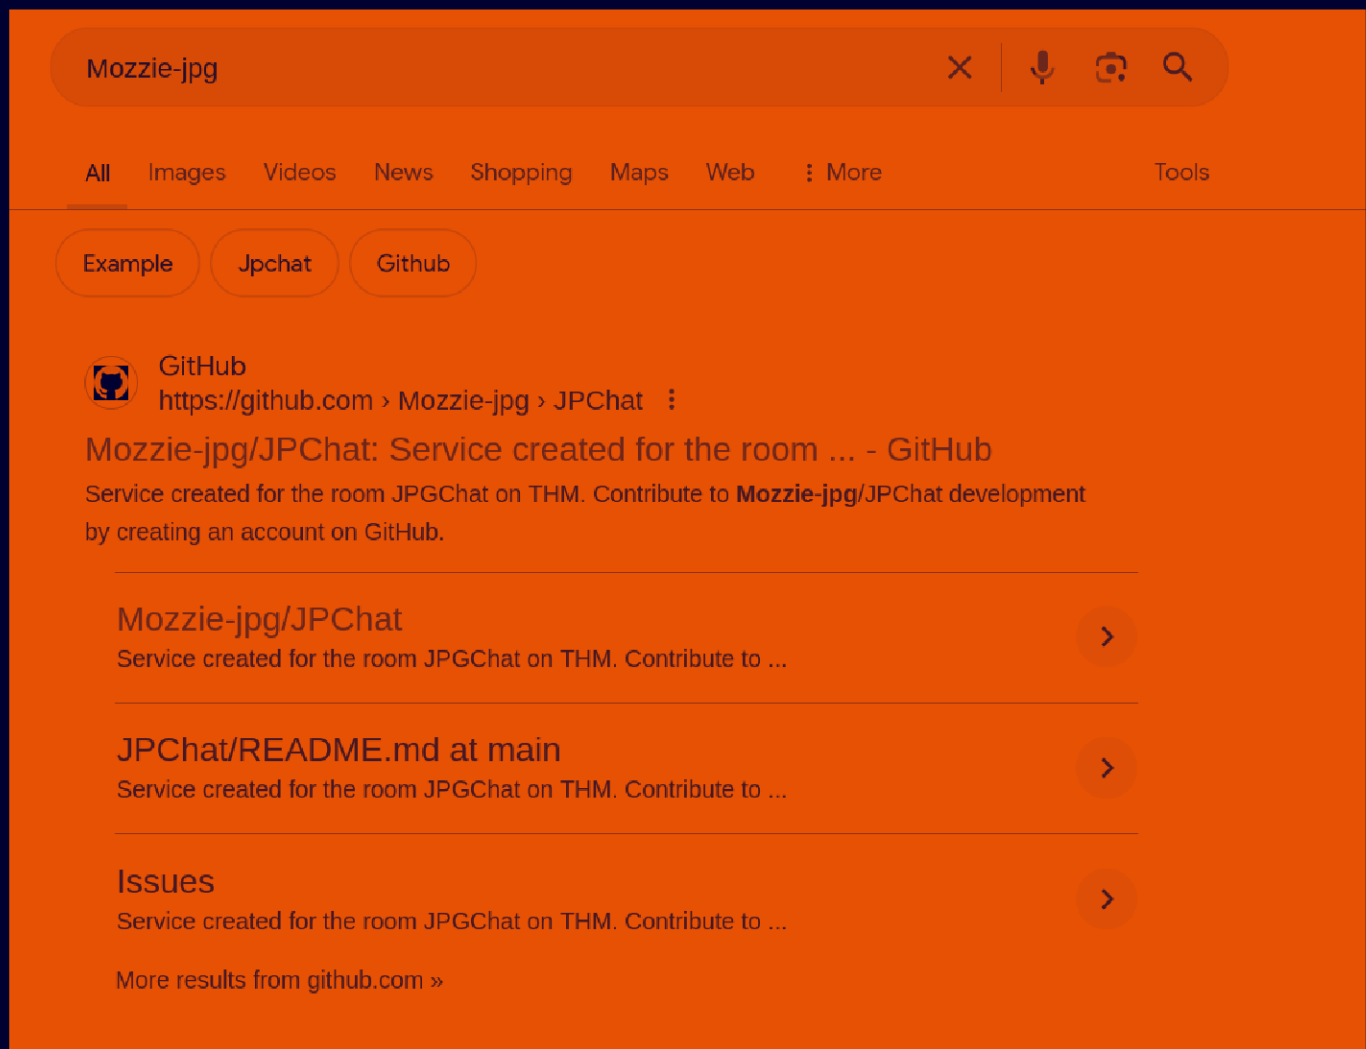 Mozzie-jpg
All Images Videos News Shopping Maps Web More Tools
Example Jpchat Github
GitHub
https://github.com › Mozzie-jpg › JPChat
Mozzie-jpg/JPChat: Service created for the room ... - GitHub
Service created for the room JPGChat on THM. Contribute to Mozzie-jpg/JPChat development
by creating an account on GitHub.
Mozzie-jpg/JPChat
Service created for the room JPGChat on THM. Contribute to ...
JPChat/README.md at main
Service created for the room JPGChat on THM. Contribute to ...
Issues
Service created for the room JPGChat on THM. Contribute to ...
More results from github.com »